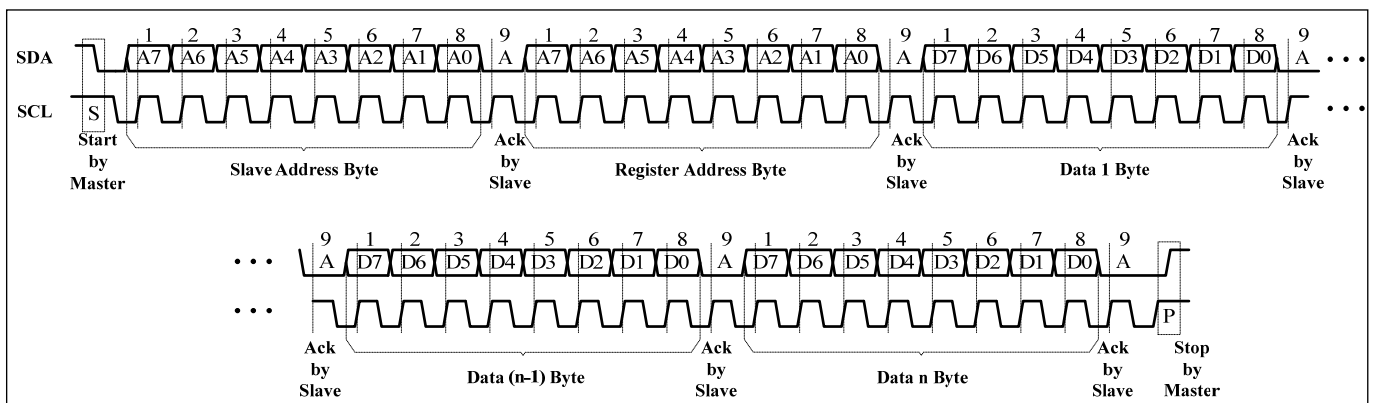 1 2 3 4 5 6 7 8 9 1 2 3 4 5 6 7 8 9 1 2 3 4 5 6 7 8 9
SDA A7 A6 A5 A4 A3 A2 A1 A0 A A7 A6 A5 A4 A3 A2 A1 A0 A D7 D6 D5 D4 D3 D2 D1 D0 A • • •
SCL S • • •
Start by Master
Slave Address Byte
Ack by Slave
Register Address Byte
Ack by Slave
Data 1 Byte
Ack by Slave
9 1 2 3 4 5 6 7 8 9 1 2 3 4 5 6 7 8 9
• • • A D7 D6 D5 D4 D3 D2 D1 D0 A D7 D6 D5 D4 D3 D2 D1 D0 A
• • • P
Ack by Slave
Data (n-1) Byte
Ack by Slave
Data n Byte
Ack by Slave
Stop by Master